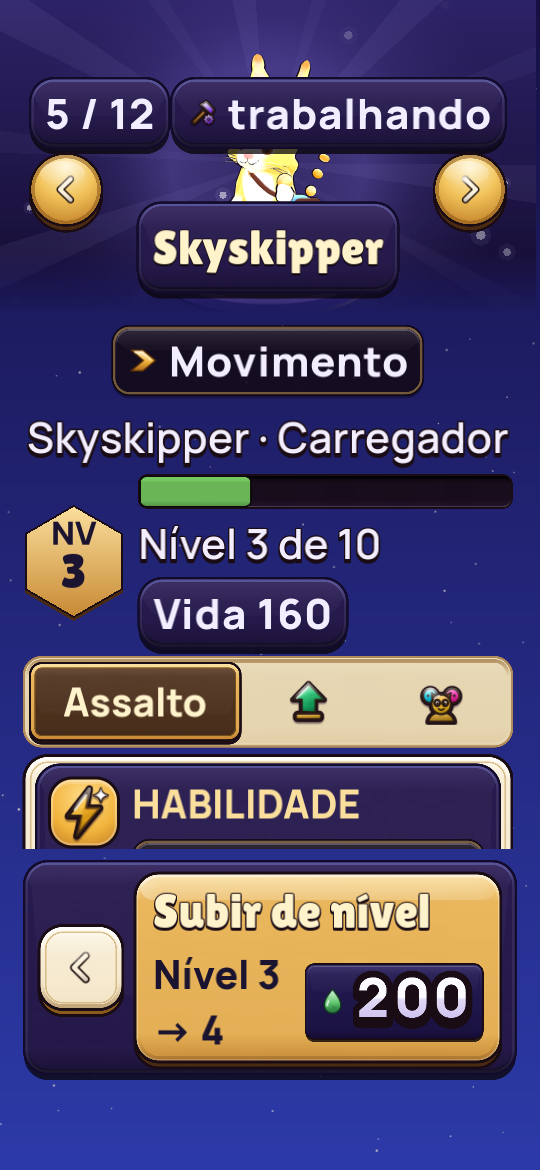 5 / 12
trabalhando
Skyskipper
Movimento
Skyskipper · Carregador
NV
3
Nível 3 de 10
Vida 160
Assalto
HABILIDADE
Subir de nível
Nível 3
→ 4
200